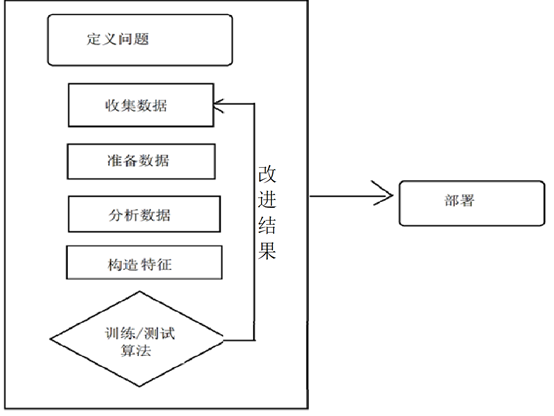 定义问题
收集数据
准备数据
分析数据
构造特征
训练/测试
算法
改进结果
部署